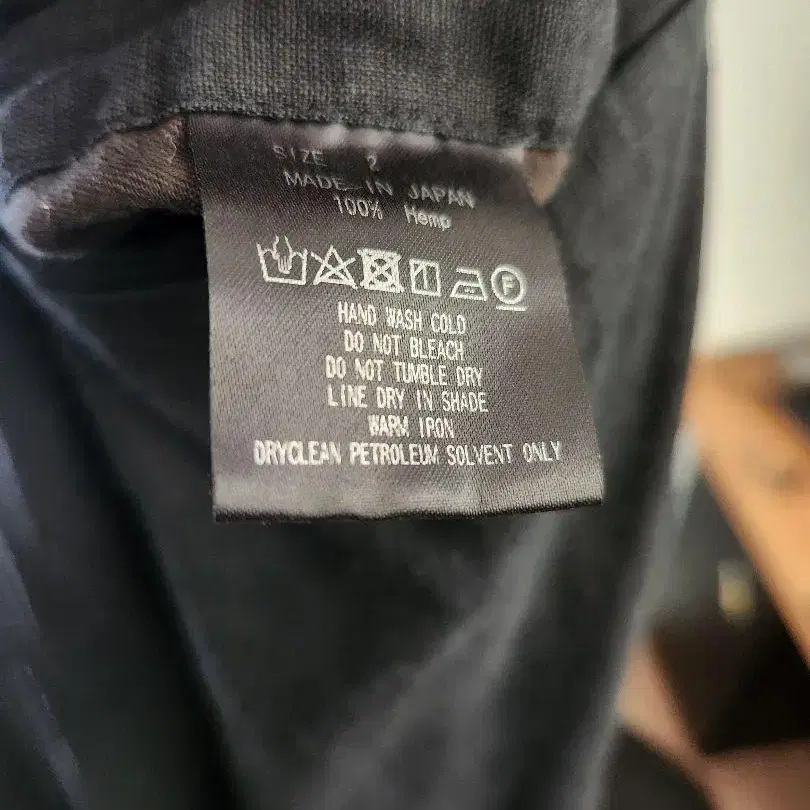 SIZE 2
MADE IN JAPAN
100% Hemp
F
HAND WASH COLD
DO NOT BLEACH
DO NOT TUMBLE DRY
LINE DRY IN SHADE
WARM IRON
DRYCLEAN PETROLEUM SOLVENT ONLY